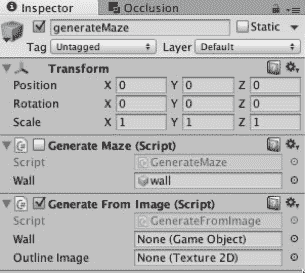 Inspector Occlusion
generateMaze Static
Tag Untagged Layer Default
Transform
Position X 0 Y 0 Z 0
Rotation X 0 Y 0 Z 0
Scale X 1 Y 1 Z 1
Generate Maze (Script)
Script GenerateMaze
Wall wall
Generate From Image (Script)
Script GenerateFromImage
Wall None (Game Object)
Outline Image None (Texture 2D)